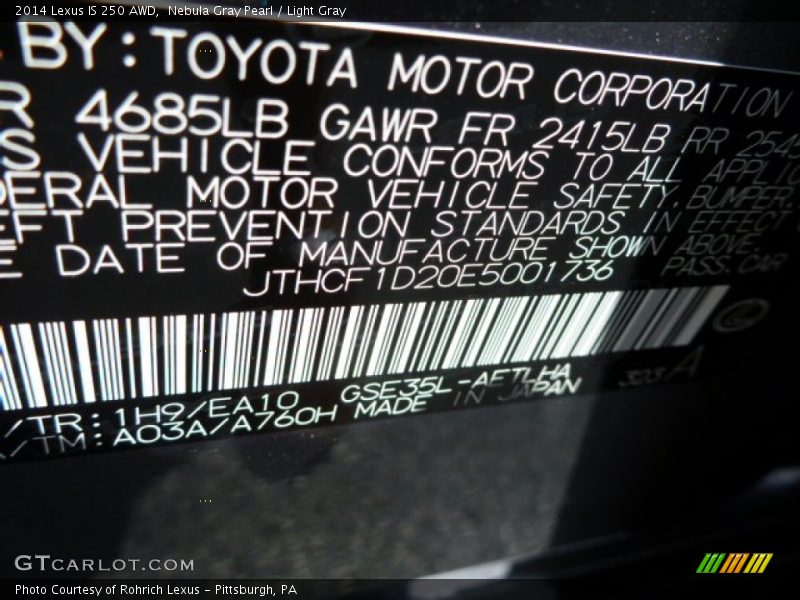 2014 Lexus IS 250 AWD, Nebula Gray Pearl / Light Gray
BY: TOYOTA MOTOR CORPORATION
R 4685LB GAWR FR 2415LB RR 254
S VEHICLE CONFORMS TO ALL APPLIC
DERAL MOTOR VEHICLE SAFETY, BUMPER,
EFT PREVENTION STANDARDS IN EFFECT
E DATE OF MANUFACTURE SHOWN ABOVE.
JTHCF1D20E5001736 PASS.CAR
/TR: 1H9/EA10 GSE35L-AETLHA
/TM: A03A/A760H MADE IN JAPAN 323 A
GTCARLOT.COM
Photo Courtesy of Rohrich Lexus - Pittsburgh, PA